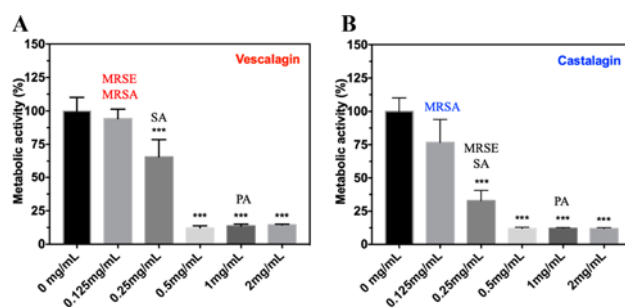 A
Vescalagin
Metabolic activity (%)
150
125
100
75
50
25
0
MRSE
MRSA
SA
***
***
PA
***
***
0 mg/mL
0.125mg/mL
0.25mg/mL
0.5mg/mL
1mg/mL
2mg/mL
B
Castalagin
Metabolic activity (%)
150
125
100
75
50
25
0
MRSA
MRSE
SA
***
***
PA
***
***
0 mg/mL
0.125mg/mL
0.25mg/mL
0.5mg/mL
1mg/mL
2mg/mL